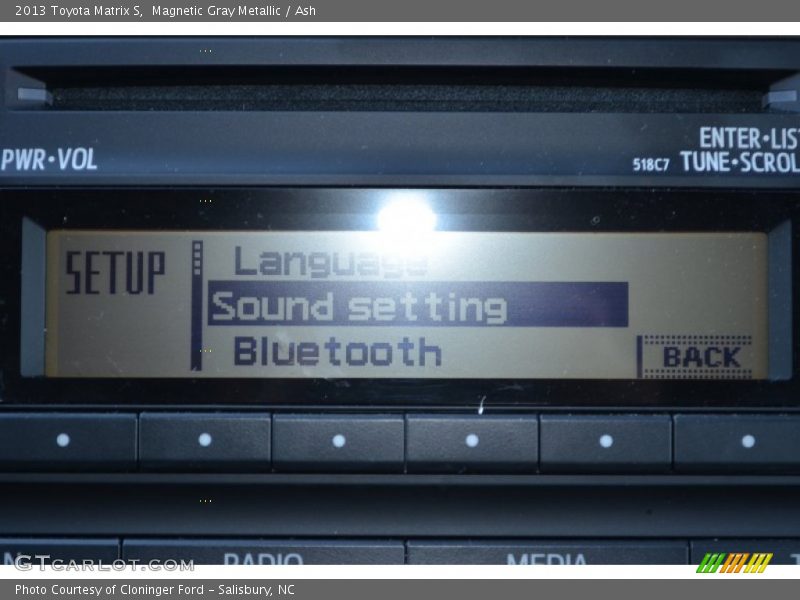 2013 Toyota Matrix S,  Magnetic Gray Metallic / Ash
PWR•VOL
ENTER•LIST
518C7 TUNE•SCROL
SETUP
Language
Sound setting
Bluetooth
BACK
GTCARLOT.COM
RADIO
MEDIA
Photo Courtesy of Cloninger Ford – Salisbury, NC